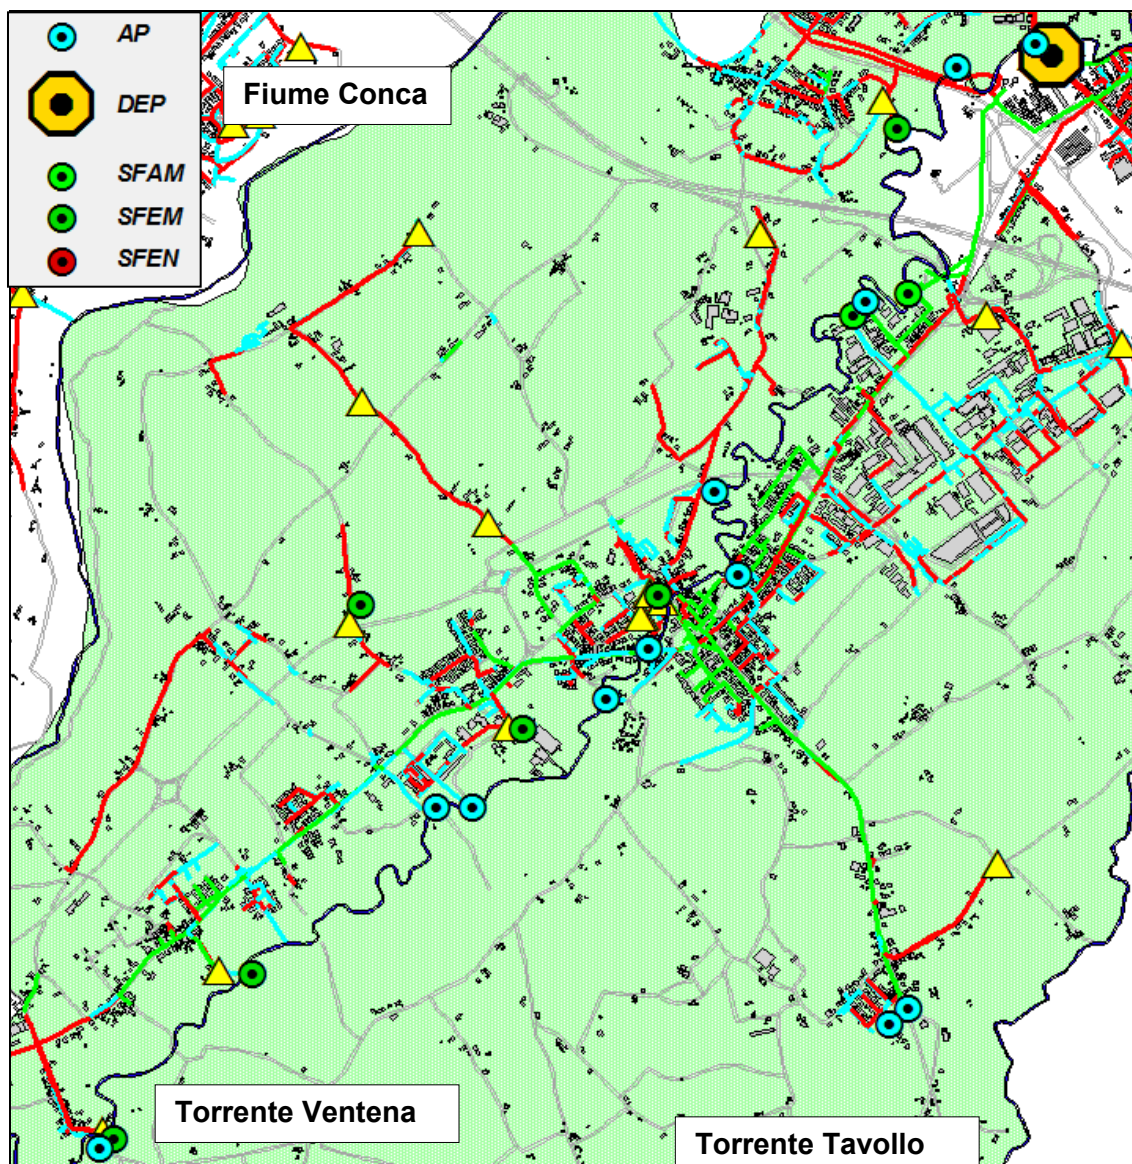 AP
DEP
SFAM
SFEM
SFEN
Fiume Conca
Torrente Ventena
Torrente Tavollo